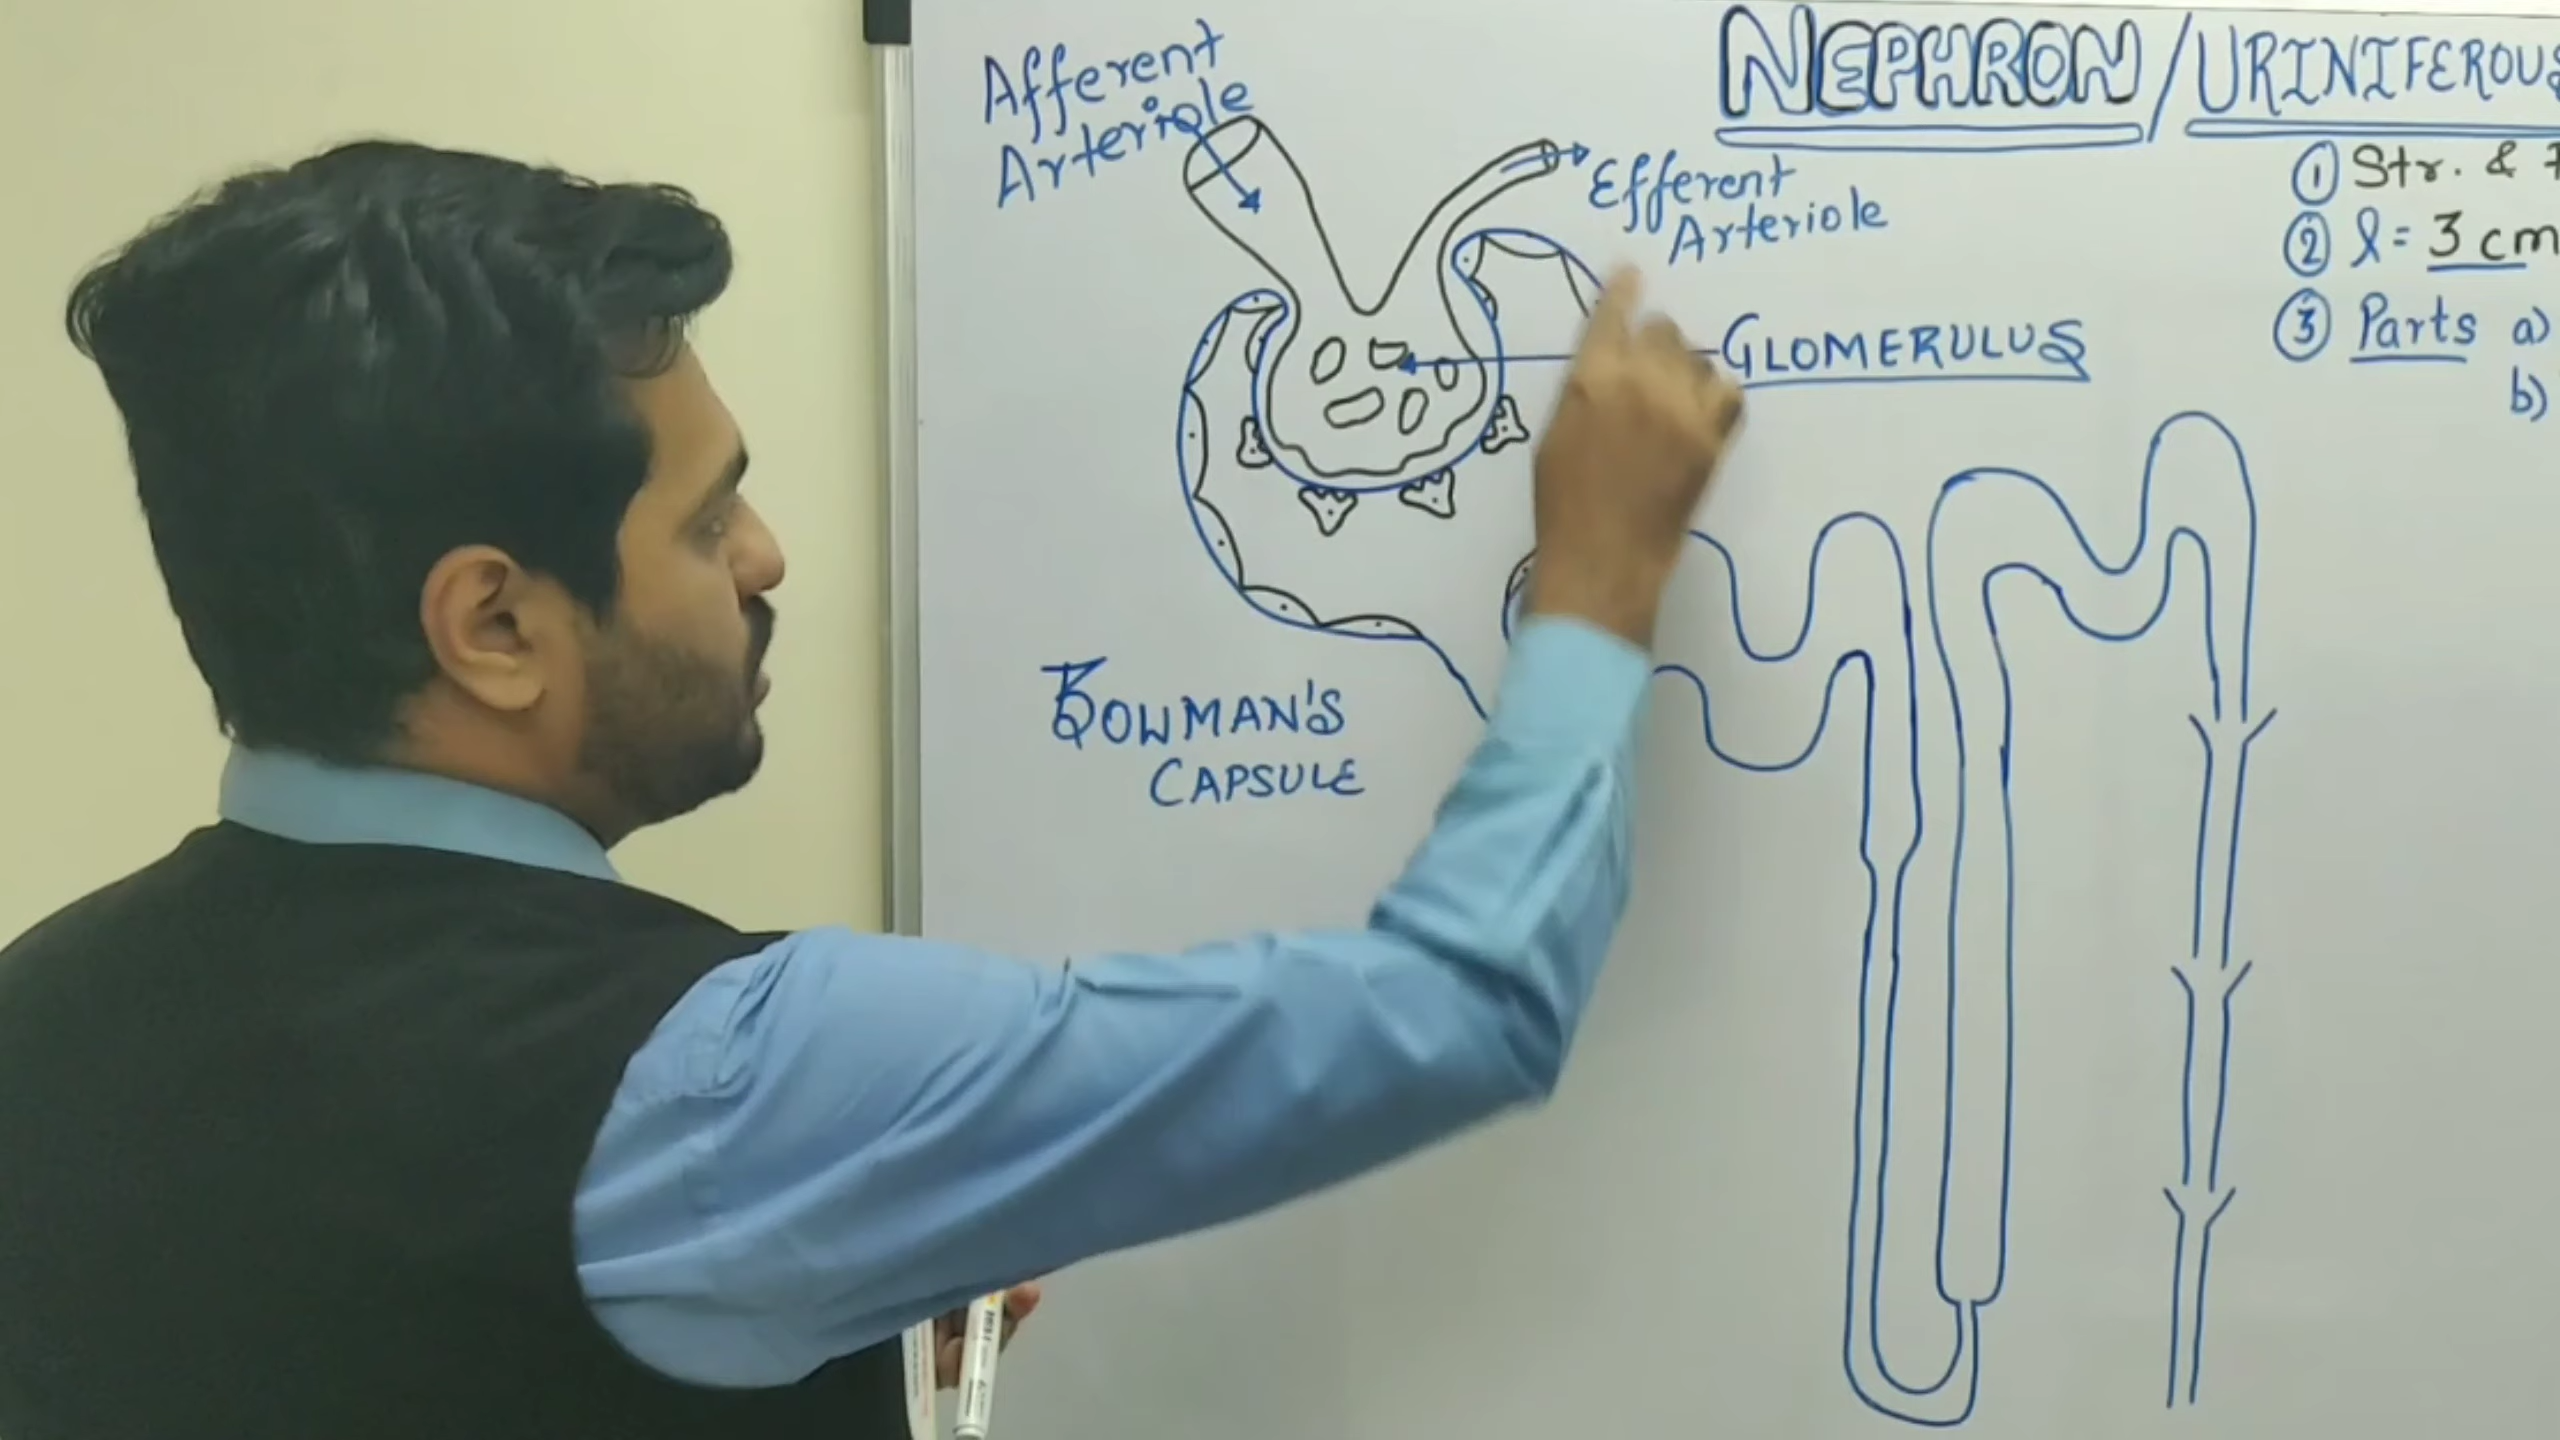 Afferent
Arteriole
NEPHRON/URINIFEROUS
Efferent
Arteriole
GLOMERULUS
① Str. &
② l = 3 cm
③ Parts a)
b)
BOWMAN'S
CAPSULE